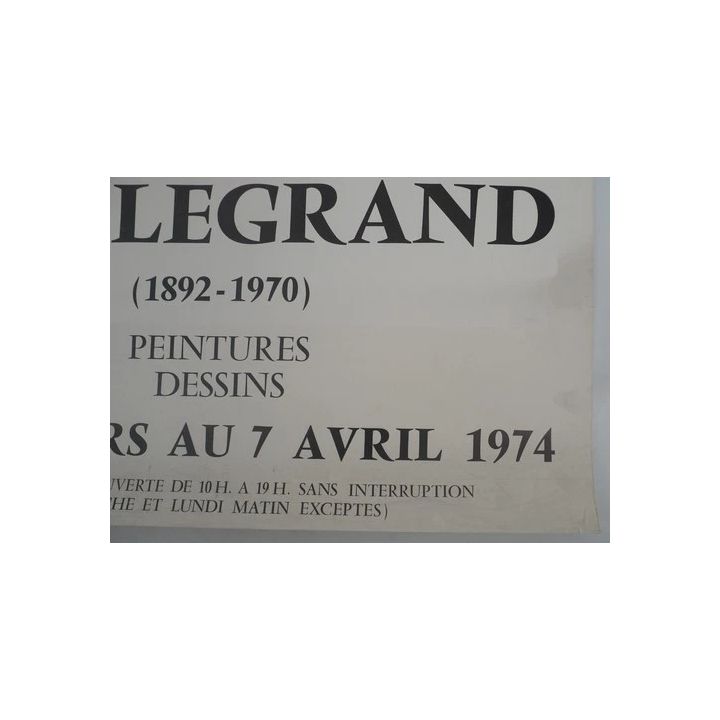 LEGRAND
(1892-1970)
PEINTURES
DESSINS
RS AU 7 AVRIL 1974
UVERTE DE 10 H. A 19 H. SANS INTERRUPTION
HE ET LUNDI MATIN EXCEPTES)